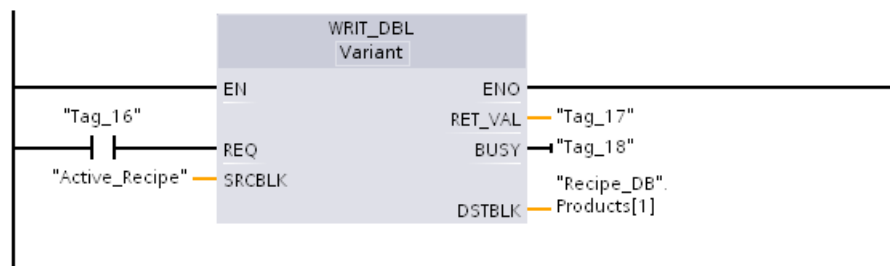 WRIT_DBL
Variant
EN
ENO
"Tag_16"
RET_VAL
"Tag_17"
REQ
BUSY
"Tag_18"
"Active_Recipe"
SRCBLK
"Recipe_DB".
DSTBLK
Products[1]